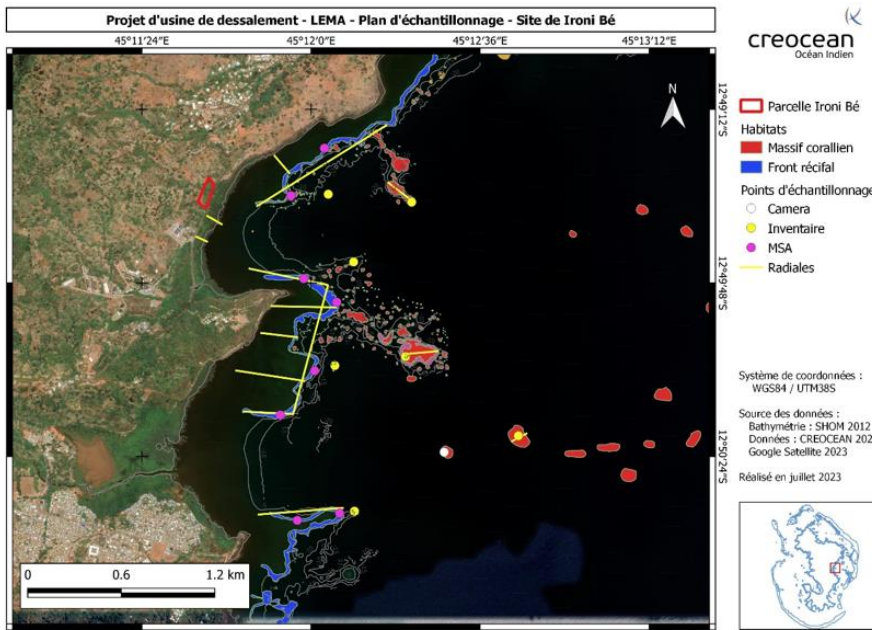 Projet d'usine de dessalement - LEMA - Plan d'échantillonnage - Site de Ironi Bé
45°11'24"E
45°12'0"E
45°12'36"E
45°13'12"E
creocean
Océan Indien
N
12°49'12"S
12°49'48"S
12°50'24"S
Parcelle Ironi Bé
Habitats
Massif corallien
Front récifal
Points d'échantillonnage
Camera
Inventaire
MSA
Radiales
Système de coordonnées :
WGS84 / UTM38S
Source des données :
Bathymétrie : SHOM 2012
Données : CREOCEAN 202
Google Satellite 2023
Réalisé en juillet 2023
0 0.6 1.2 km